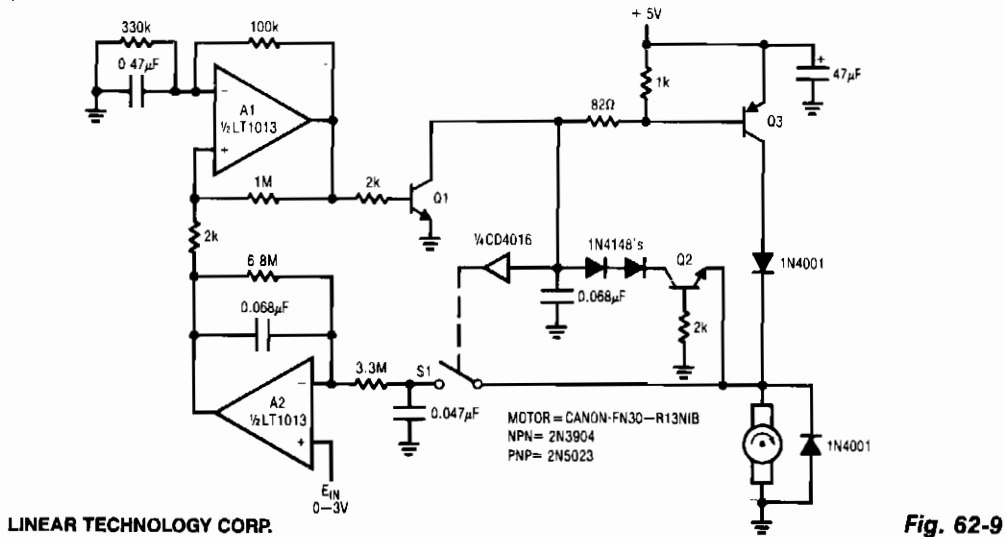 + 5V
330k
100k
0.47µF
+
47µF
1k
−
A1
½LT1013
+
82Ω
Q3
1M
2k
Q1
2k
¼CD4016
1N4148's
Q2
1N4001
6.8M
0.068µF
0.068µF
2k
3.3M
S1
−
A2
½LT1013
+
0.047µF
MOTOR = CANON-FN30—R13NIB
NPN= 2N3904
PNP= 2N5023
1N4001
EIN
0—3V
LINEAR TECHNOLOGY CORP.
Fig. 62-9